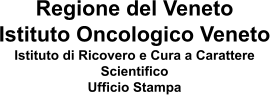 Regione del Veneto
Istituto Oncologico Veneto
Istituto di Ricovero e Cura a Carattere
Scientifico
Ufficio Stampa